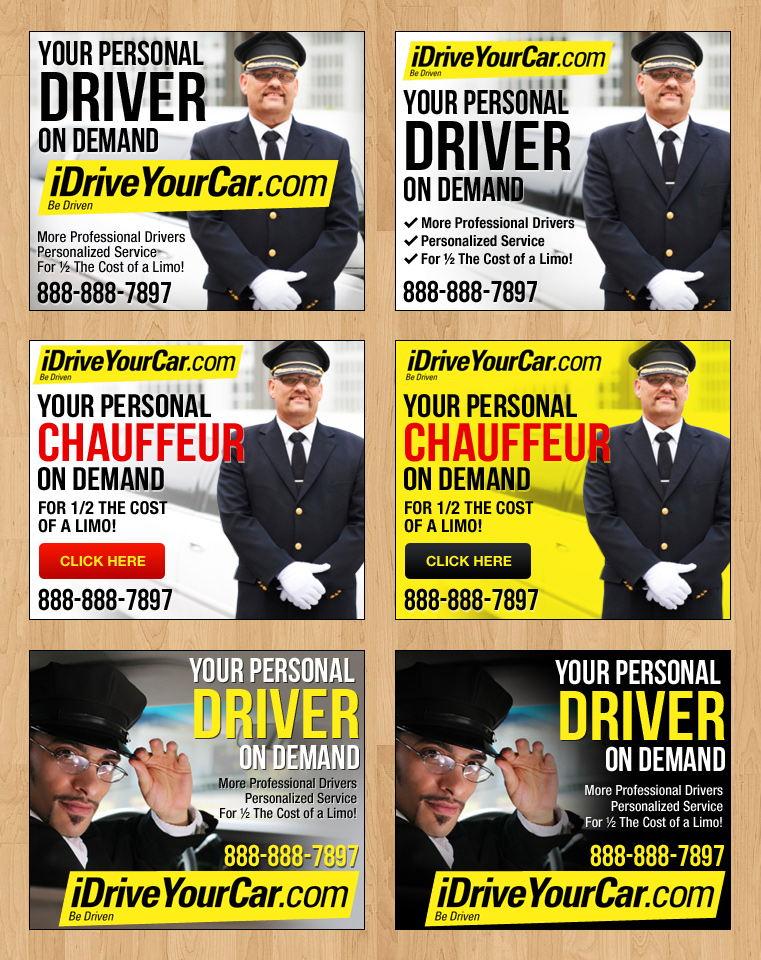 YOUR PERSONAL
DRIVER
ON DEMAND
iDriveYourCar.com
Be Driven
More Professional Drivers
Personalized Service
For ½ The Cost of a Limo!
888-888-7897
iDriveYourCar.com
Be Driven
YOUR PERSONAL
DRIVER
ON DEMAND
✓ More Professional Drivers
✓ Personalized Service
✓ For ½ The Cost of a Limo!
888-888-7897
iDriveYourCar.com
Be Driven
YOUR PERSONAL
CHAUFFEUR
ON DEMAND
FOR 1/2 THE COST
OF A LIMO!
CLICK HERE
888-888-7897
iDriveYourCar.com
Be Driven
YOUR PERSONAL
CHAUFFEUR
ON DEMAND
FOR 1/2 THE COST
OF A LIMO!
CLICK HERE
888-888-7897
YOUR PERSONAL
DRIVER
ON DEMAND
More Professional Drivers
Personalized Service
For ½ The Cost of a Limo!
888-888-7897
iDriveYourCar.com
Be Driven
YOUR PERSONAL
DRIVER
ON DEMAND
More Professional Drivers
Personalized Service
For ½ The Cost of a Limo!
888-888-7897
iDriveYourCar.com
Be Driven